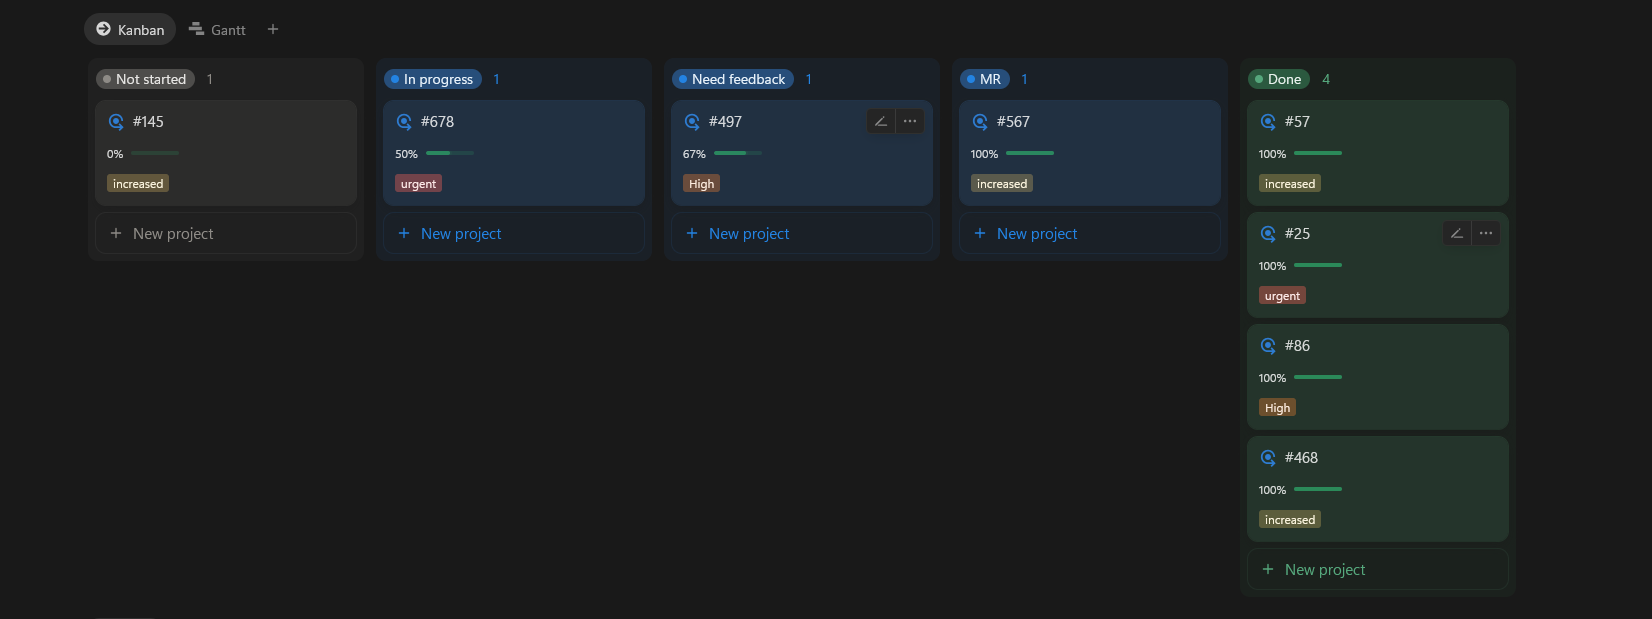 Kanban Gantt +
Not started 1
#145
0%
increased
+ New project
In progress 1
#678
50%
urgent
+ New project
Need feedback 1
#497
67%
High
+ New project
MR 1
#567
100%
increased
+ New project
Done 4
#57
100%
increased
#25
100%
urgent
#86
100%
High
#468
100%
increased
+ New project